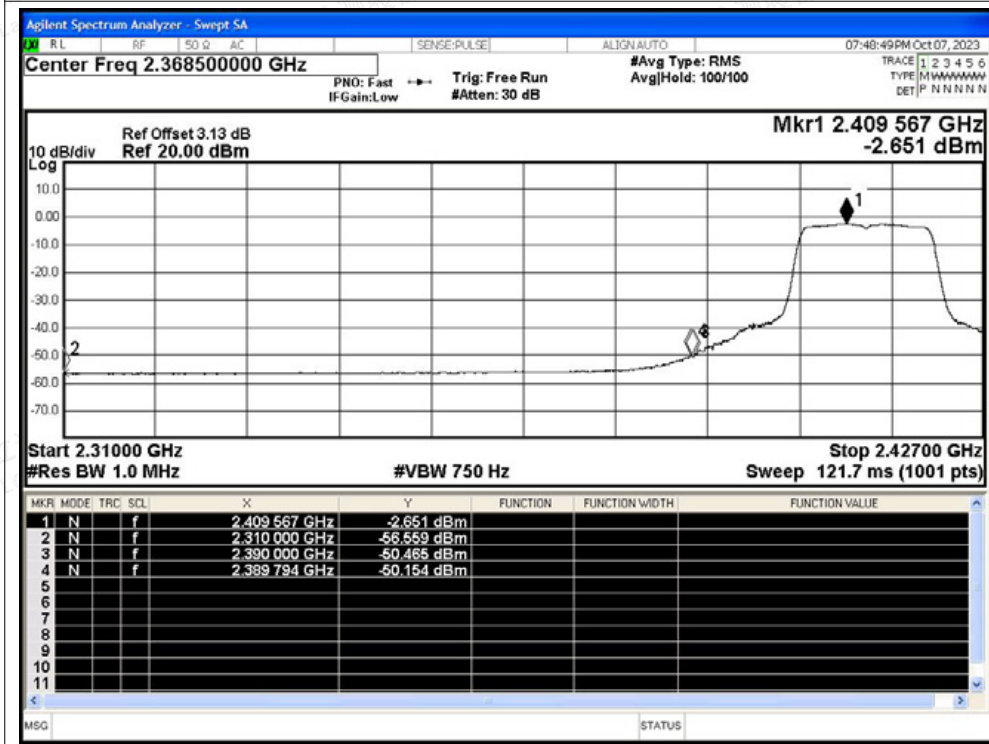 Agilent Spectrum Analyzer - Swept SA
RL RF 50 Ω AC SENSE:PULSE ALIGNAUTO 07:48:49PM Oct 07, 2023
Center Freq 2.368500000 GHz #Avg Type: RMS TRACE 1 2 3 4 5 6
PNO: Fast Trig: Free Run Avg|Hold: 100/100 TYPE M
IFGain:Low #Atten: 30 dB DET P N N N N N
Mkr1 2.409 567 GHz
Ref Offset 3.13 dB
-2.651 dBm
10 dB/div Ref 20.00 dBm
Log
10.0
1
0.00
-10.0
-20.0
-30.0
-40.0
-50.0
2
-60.0
-70.0
Start 2.31000 GHz Stop 2.42700 GHz
#Res BW 1.0 MHz #VBW 750 Hz Sweep 121.7 ms (1001 pts)
MKR MODE TRC SCL X Y FUNCTION FUNCTION WIDTH FUNCTION VALUE
1 N f 2.409 567 GHz -2.651 dBm
2 N f 2.310 000 GHz -56.559 dBm
3 N f 2.390 000 GHz -50.465 dBm
4 N f 2.389 794 GHz -50.154 dBm
5
6
7
8
9
10
11
MSG STATUS